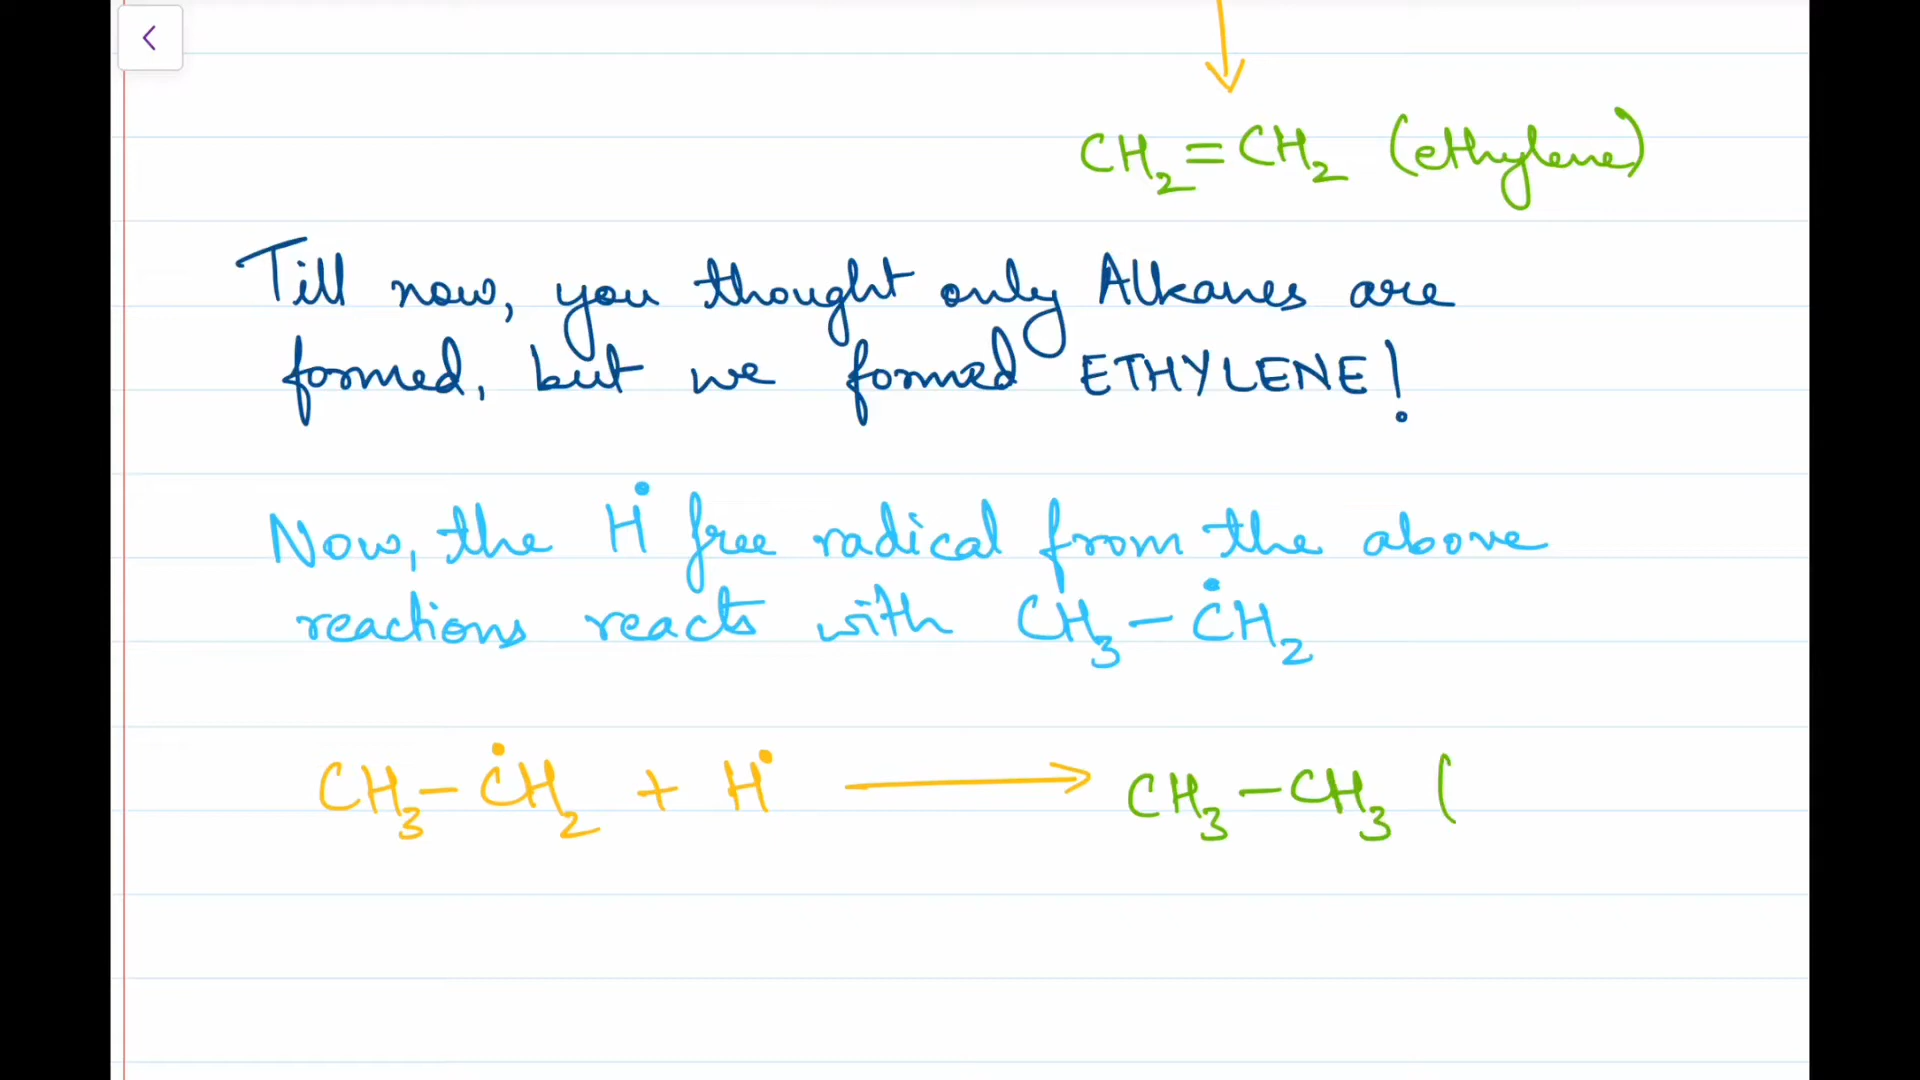 CH₂=CH₂ (ethylene)
Till now, you thought only Alkanes are
formed, but we formed ETHYLENE!
Now, the H• free radical from the above
reactions reacts with CH₃-ĊH₂
CH₃-ĊH₂ + H• ⟶ CH₃-CH₃ (